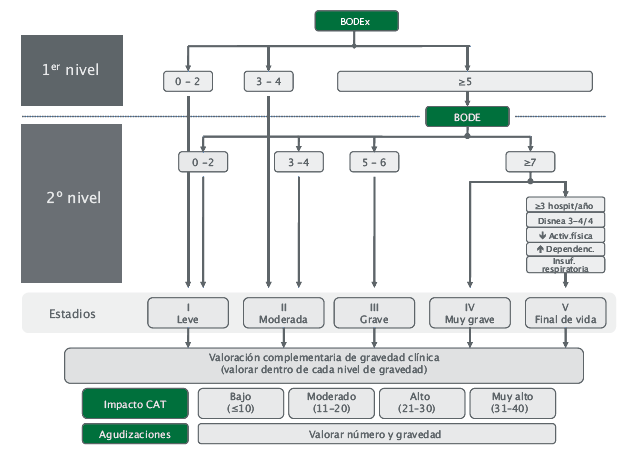 BODEx
1er nivel
0 – 2
3 – 4
≥5
BODE
2º nivel
0 –2
3 –4
5 – 6
≥7
≥3 hospit/año
Disnea 3–4/4
↓ Activ.física
↑ Dependenc.
Insuf.
respiratoria
Estadios
I
Leve
II
Moderada
III
Grave
IV
Muy grave
V
Final de vida
Valoración complementaria de gravedad clínica
(valorar dentro de cada nivel de gravedad)
Impacto CAT
Bajo
(≤10)
Moderado
(11–20)
Alto
(21–30)
Muy alto
(31–40)
Agudizaciones
Valorar número y gravedad